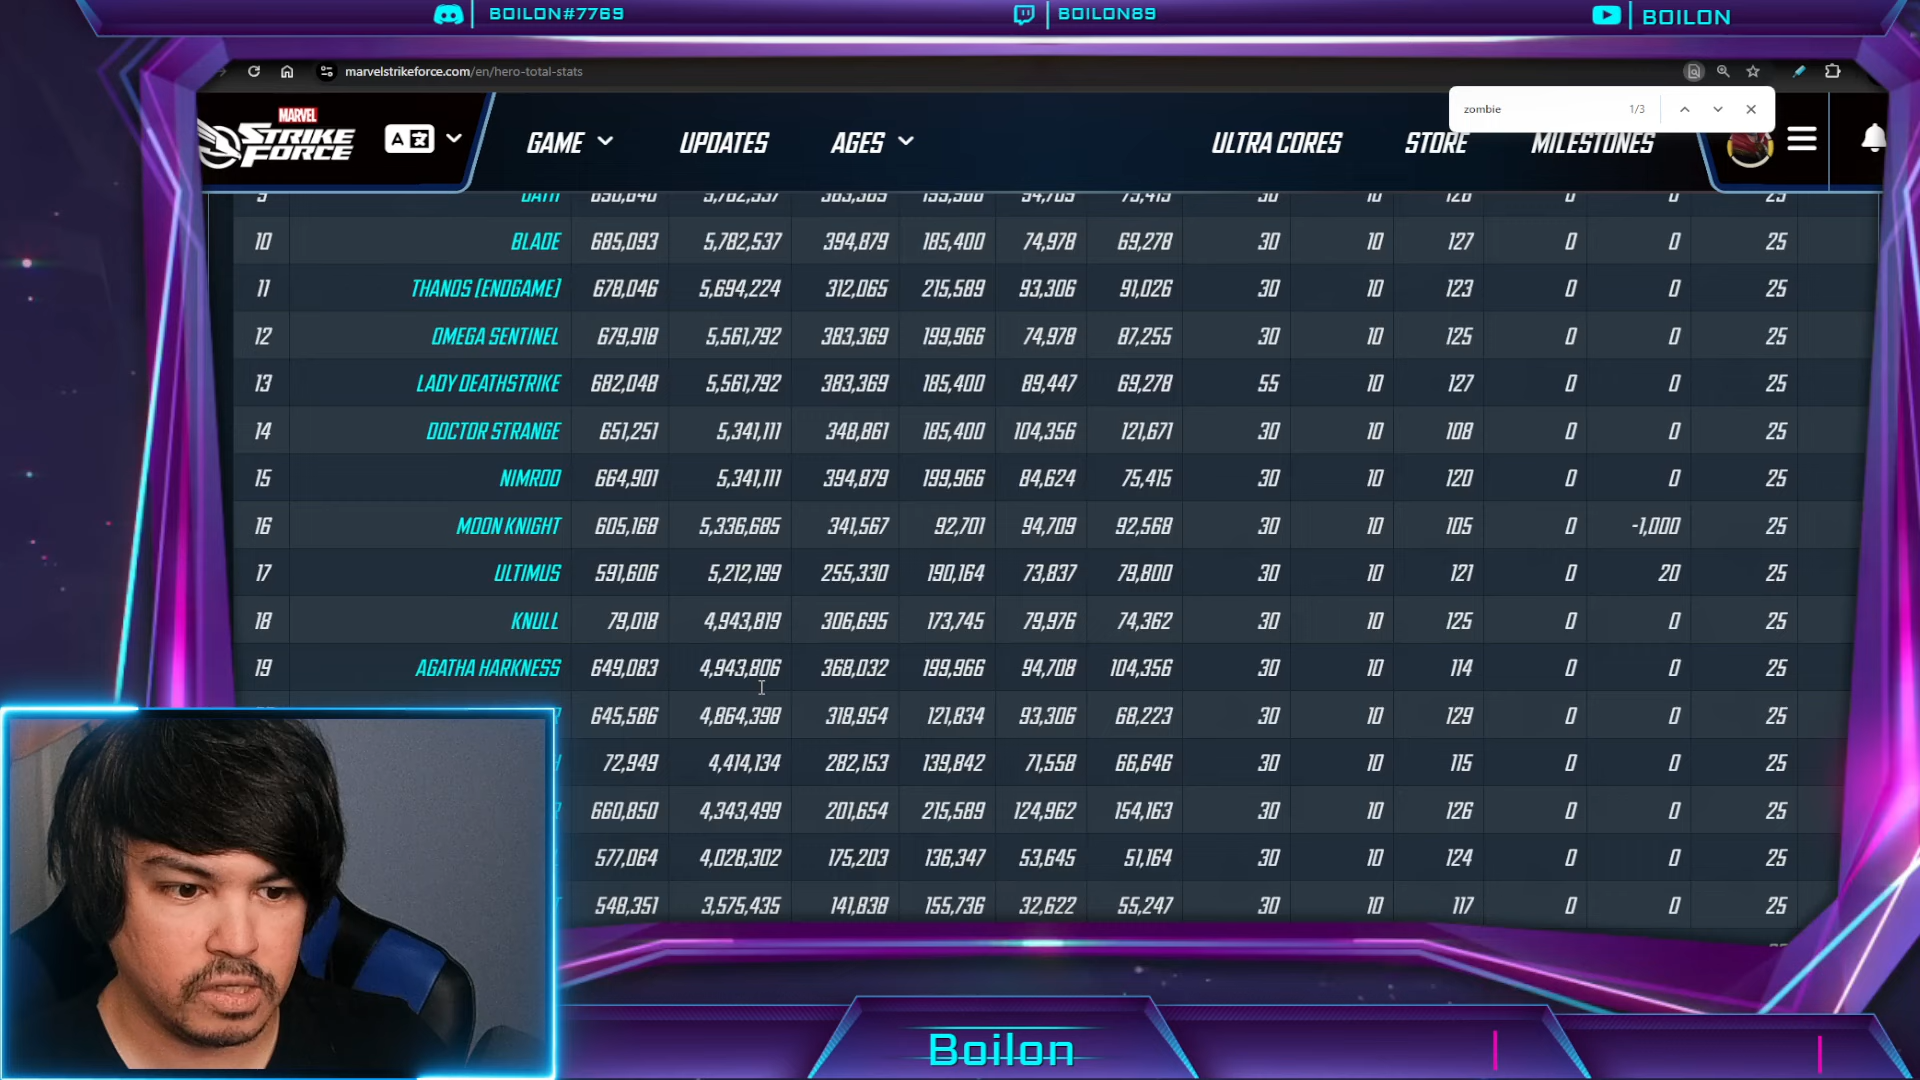 BOILON#7769
BOILON89
BOILON
marvelstrikeforce.com/en/hero-total-stats
zombie 1/3
MARVEL
STRIKE
FORCE
GAME UPDATES AGES ULTRA CORES STORE MILESTONES
9 OATH 5,782,537 383,369 30 10 0 0 25
10 BLADE 685,093 5,782,537 394,879 185,400 74,978 69,278 30 10 127 0 0 25
11 THANOS (ENDGAME) 678,046 5,694,224 312,065 215,589 93,306 91,026 30 10 123 0 0 25
12 OMEGA SENTINEL 679,918 5,561,792 383,369 199,966 74,978 87,255 30 10 125 0 0 25
13 LADY DEATHSTRIKE 682,048 5,561,792 383,369 185,400 89,447 69,278 55 10 127 0 0 25
14 DOCTOR STRANGE 651,251 5,341,111 348,861 185,400 104,356 121,671 30 10 108 0 0 25
15 NIMROD 664,901 5,341,111 394,879 199,966 84,624 75,415 30 10 120 0 0 25
16 MOON KNIGHT 605,168 5,336,685 341,567 92,701 94,709 92,568 30 10 105 0 -1,000 25
17 ULTIMUS 591,606 5,212,199 255,330 190,164 73,837 79,800 30 10 121 0 20 25
18 KNULL 79,018 4,943,819 306,695 173,745 79,976 74,362 30 10 125 0 0 25
19 AGATHA HARKNESS 649,083 4,943,806 368,032 199,966 94,708 104,356 30 10 114 0 0 25
645,586 4,864,398 318,954 121,834 93,306 68,223 30 10 129 0 0 25
72,949 4,414,134 282,153 139,842 71,558 66,646 30 10 115 0 0 25
660,850 4,343,499 201,654 215,589 124,962 154,163 30 10 126 0 0 25
577,064 4,028,302 175,203 136,347 53,645 51,164 30 10 124 0 0 25
548,351 3,575,435 141,838 155,736 32,622 55,247 30 10 117 0 0 25
Boilon